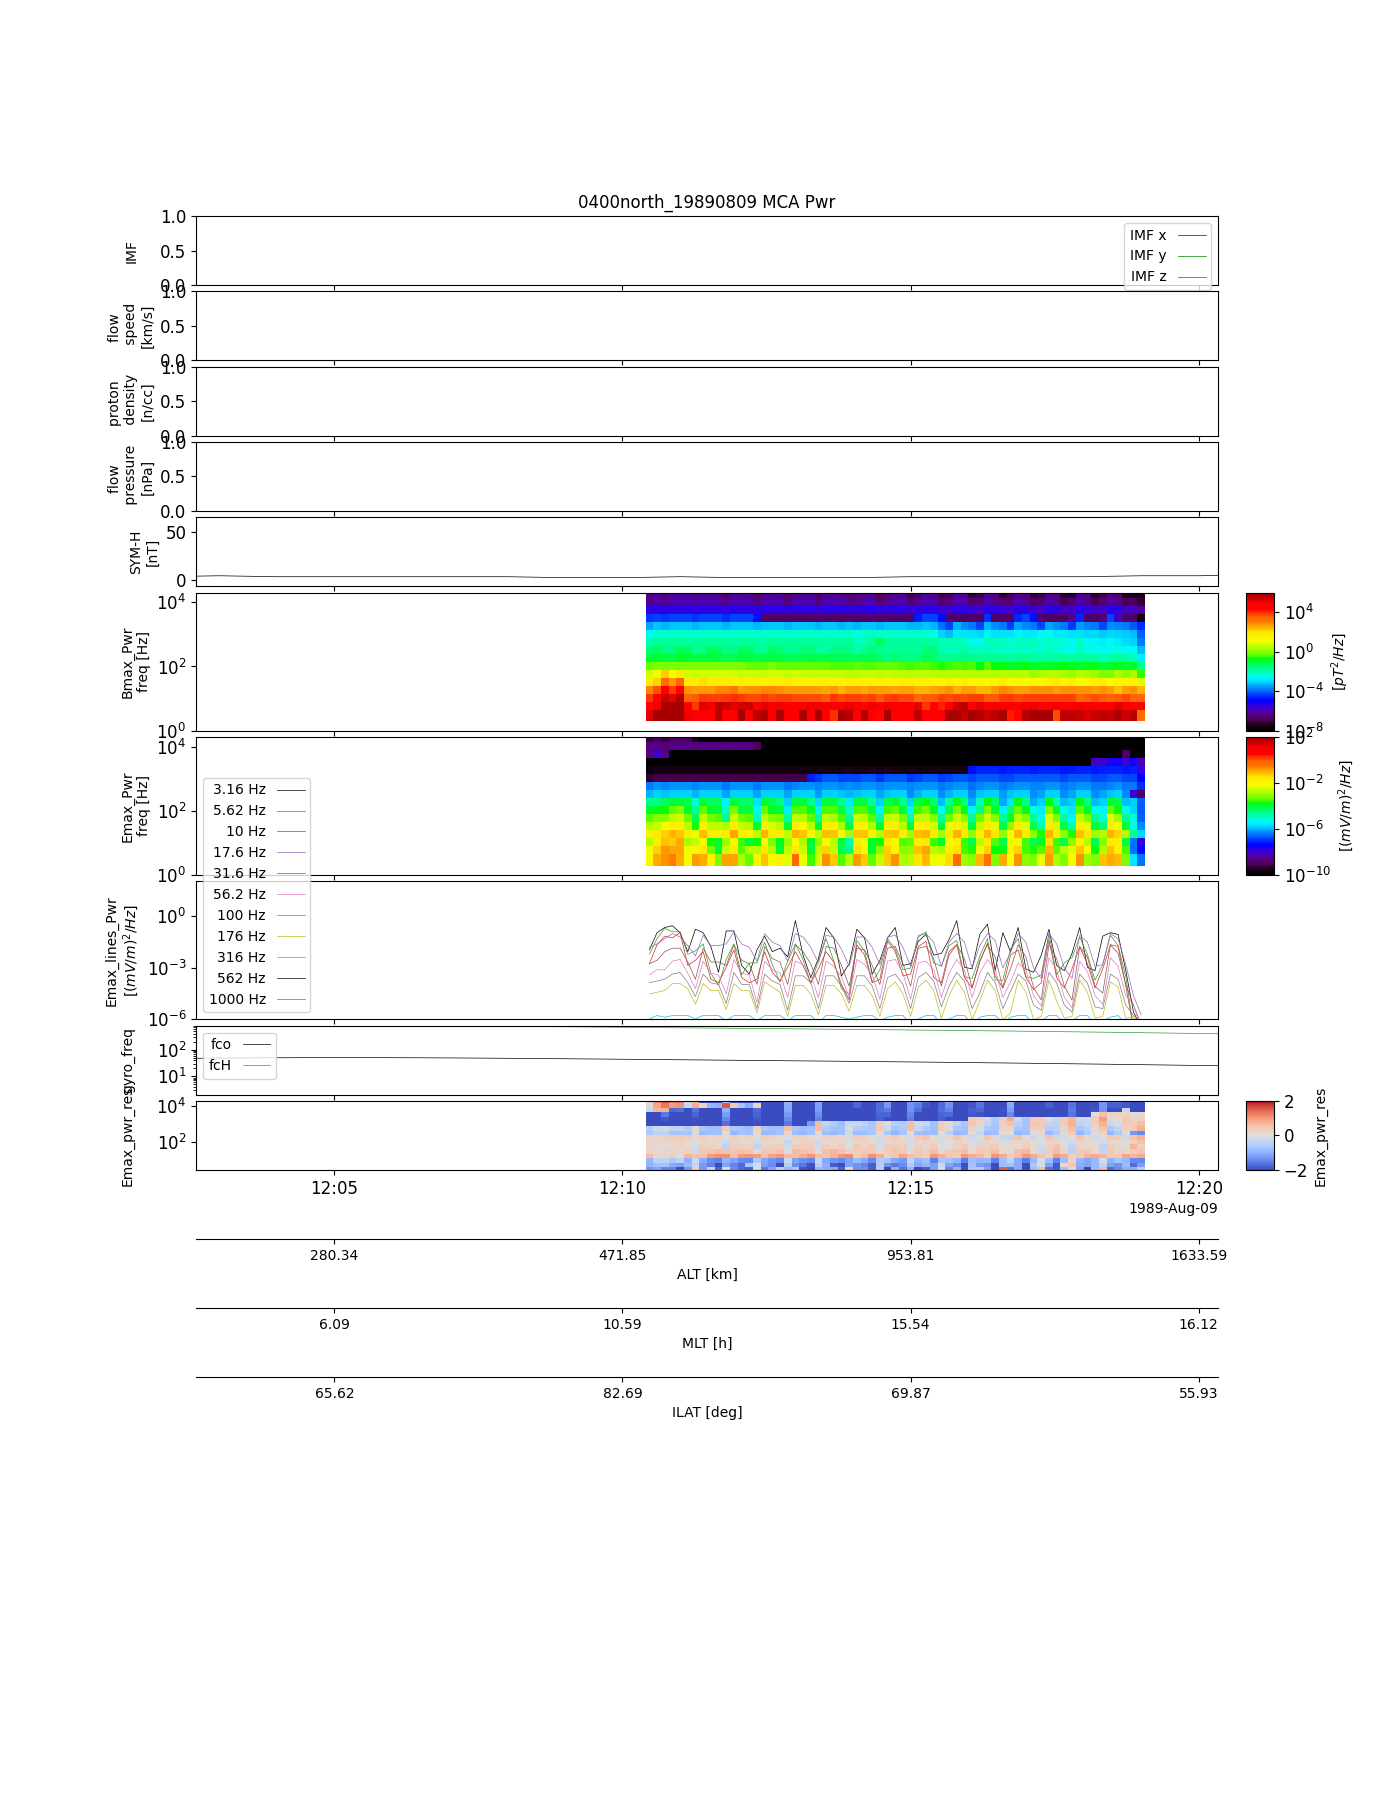 0400north_19890809 MCA Pwr
1.0
0.5
0.0
IMF
IMF x
IMF y
IMF z
1.0
0.5
0.0
flow
speed
[km/s]
1.0
0.5
0.0
proton
density
[n/cc]
1.0
0.5
0.0
flow
pressure
[nPa]
50
0
SYM-H
[nT]
10^4
10^2
10^0
Bmax_Pwr
freq [Hz]
10^4
10^0
10^-4
10^-8
[pT^2/Hz]
10^4
10^2
10^0
Emax_Pwr
freq [Hz]
10^2
10^-2
10^-6
10^-10
[(mV/m)^2/Hz]
3.16 Hz
5.62 Hz
10 Hz
17.6 Hz
31.6 Hz
56.2 Hz
100 Hz
176 Hz
316 Hz
562 Hz
1000 Hz
10^0
10^-3
10^-6
Emax_lines_Pwr
[(mV/m)^2/Hz]
10^2
10^1
gyro_freq
fco
fcH
10^4
10^2
Emax_pwr_res
2
0
−2
Emax_pwr_res
12:05 12:10 12:15 12:20
1989-Aug-09
280.34 471.85 953.81 1633.59
ALT [km]
6.09 10.59 15.54 16.12
MLT [h]
65.62 82.69 69.87 55.93
ILAT [deg]